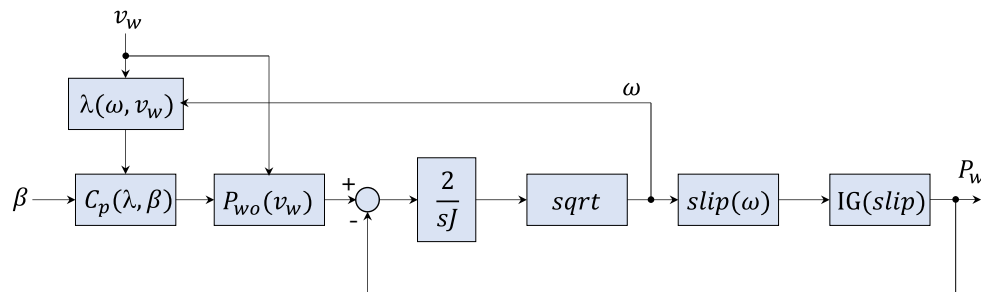 v_w
ω
λ(ω, v_w)
β
C_p(λ, β)
P_wo(v_w)
+
-
2
sJ
sqrt
slip(ω)
IG(slip)
P_w